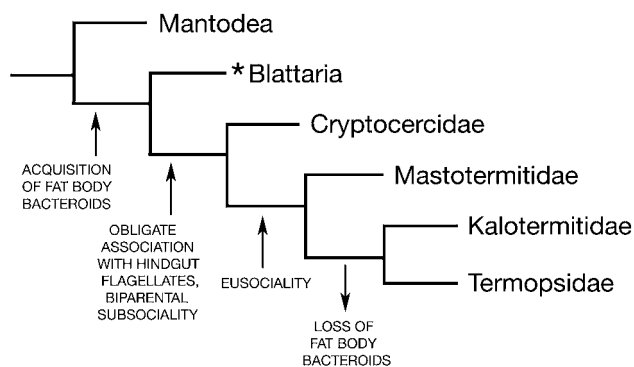 Mantodea
*Blattaria
Cryptocercidae
Mastotermitidae
Kalotermitidae
Termopsidae
ACQUISITION
OF FAT BODY
BACTEROIDS
OBLIGATE
ASSOCIATION
WITH HINDGUT
FLAGELLATES,
BIPARENTAL
SUBSOCIALITY
EUSOCIALITY
LOSS OF
FAT BODY
BACTEROIDS